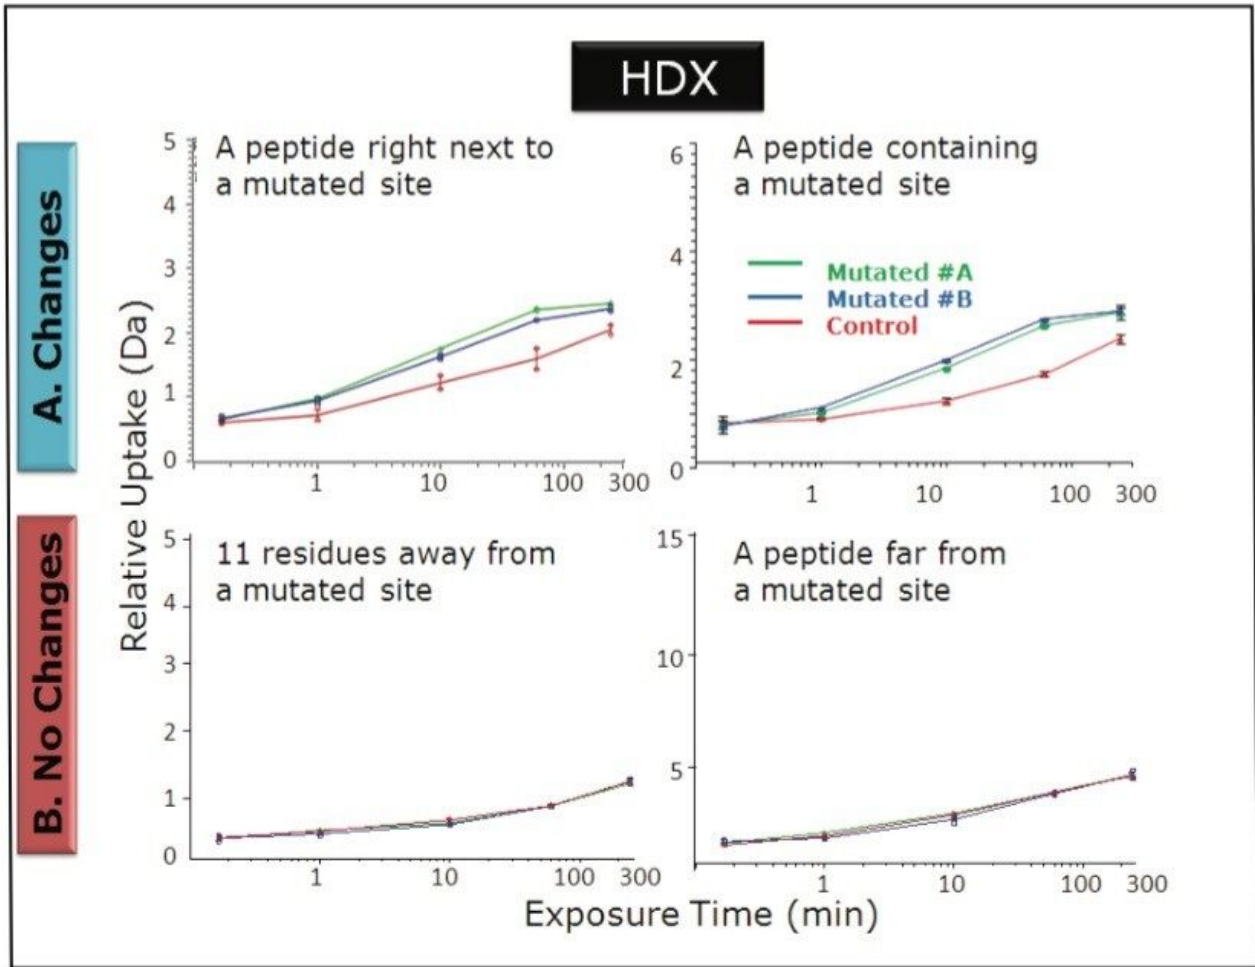 HDX
A. Changes
B. No Changes
Relative Uptake (Da)
A peptide right next to
a mutated site
5
4
3
2
1
0
1 10 100 300
A peptide containing
a mutated site
Mutated #A
Mutated #B
Control
6
4
2
0
1 10 100 300
11 residues away from
a mutated site
5
4
3
2
1
0
1 10 100 300
A peptide far from
a mutated site
15
10
5
1 10 100 300
Exposure Time (min)